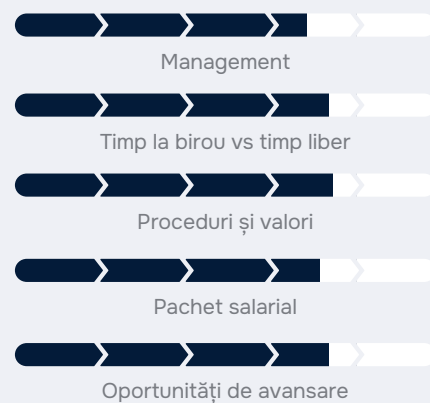 Management
Timp la birou vs timp liber
Proceduri și valori
Pachet salarial
Oportunități de avansare